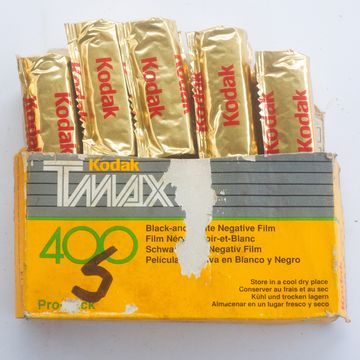 Kodak
Kodak
Kodak
Kodak
Kodak
Kodak
TMAX
400
5
Black-and- te Negative Film
Film Né oir-et-Blanc
Schwa Negativ Film
Película va en Blanco y Negro
Store in a cool dry place
Conserver au frais et au sec
Kühl und trocken lagern
Almacenar en un lugar fresco y seco
Pro ck